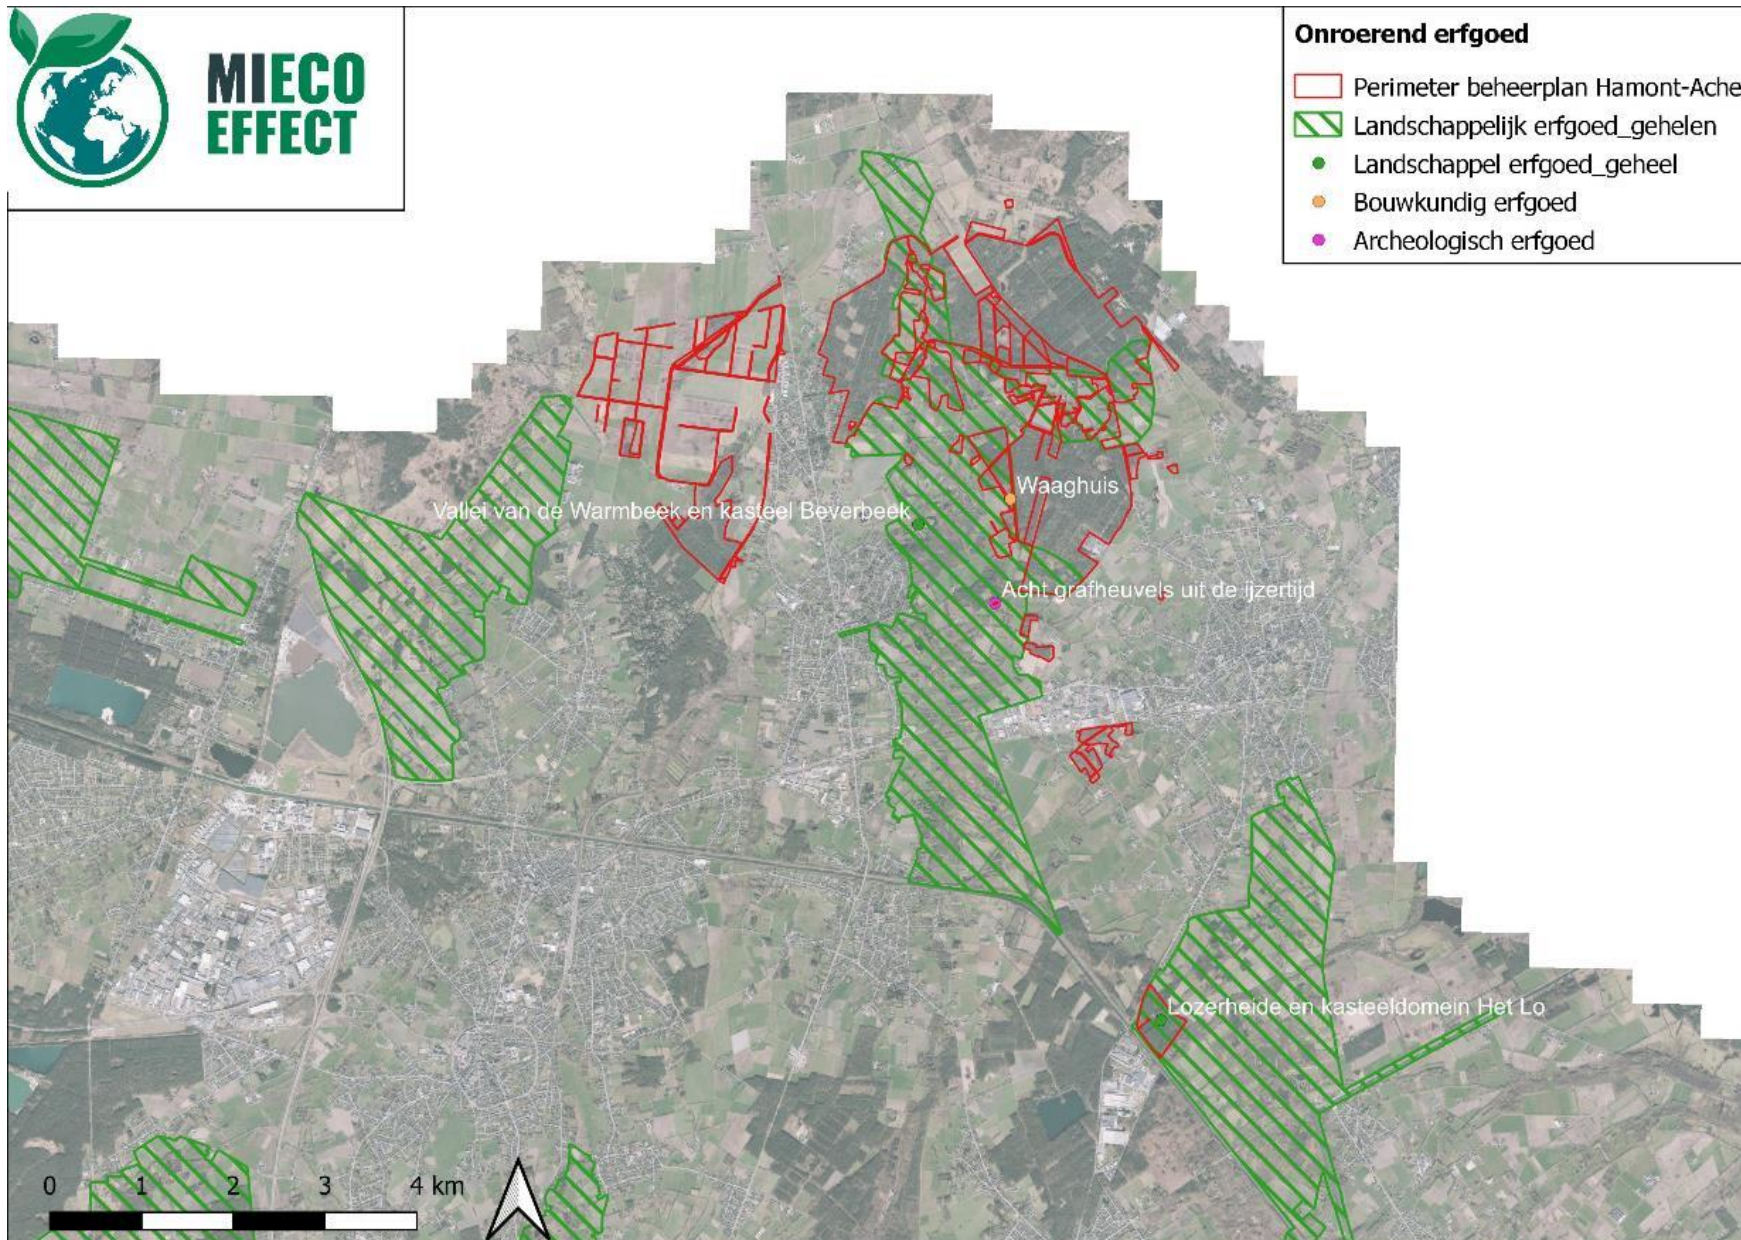 MIECO
EFFECT
Onroerend erfgoed
Perimeter beheerplan Hamont-Ache
Landschappelijk erfgoed_gehelen
Landschappel erfgoed_geheel
Bouwkundig erfgoed
Archeologisch erfgoed
Waaghuis
Vallei van de Warmbeek en kasteel Beverbeek
Acht grafheuvels uit de ijzertijd
Lozerheide en kasteeldomein Het Lo
0 1 2 3 4 km